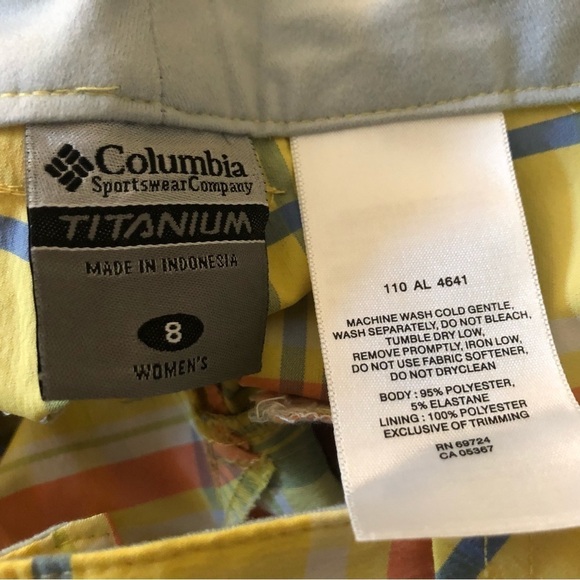 Columbia
SportswearCompany
TITANIUM
MADE IN INDONESIA
8
WOMEN'S
110 AL 4641
MACHINE WASH COLD GENTLE,
WASH SEPARATELY, DO NOT BLEACH,
TUMBLE DRY LOW,
REMOVE PROMPTLY, IRON LOW,
DO NOT USE FABRIC SOFTENER,
DO NOT DRYCLEAN
BODY : 95% POLYESTER,
5% ELASTANE
LINING : 100% POLYESTER
EXCLUSIVE OF TRIMMING
RN 69724
CA 05367